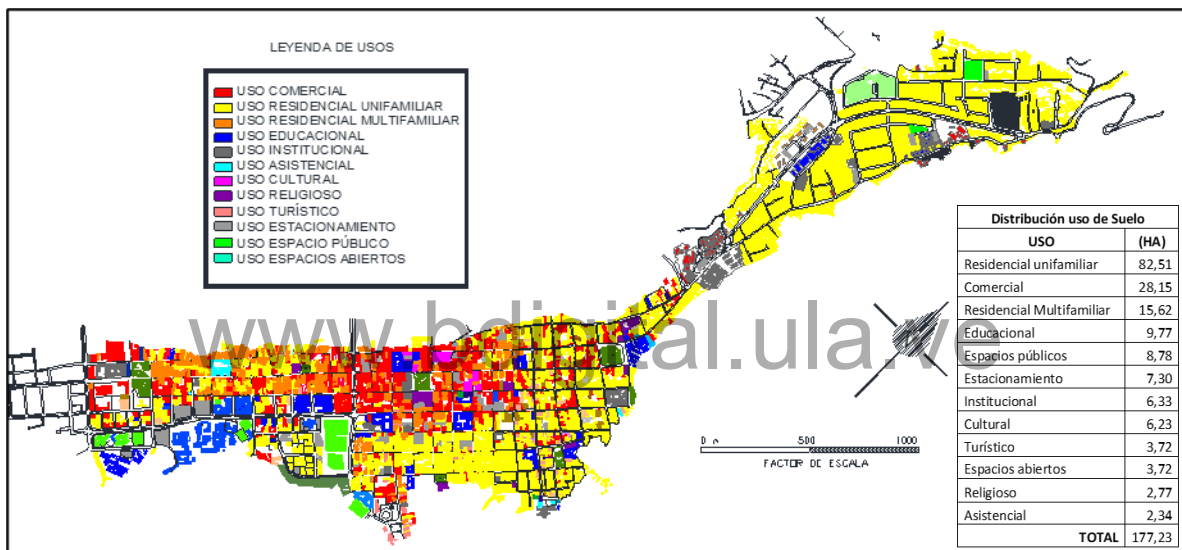 LEYENDA DE USOS
USO COMERCIAL
USO RESIDENCIAL UNIFAMILIAR
USO RESIDENCIAL MULTIFAMILIAR
USO EDUCACIONAL
USO INSTITUCIONAL
USO ASISTENCIAL
USO CULTURAL
USO RELIGIOSO
USO TURÍSTICO
USO ESTACIONAMIENTO
USO ESPACIO PÚBLICO
USO ESPACIOS ABIERTOS
www.bdigital.ula.ve
0 500 1000
FACTOR DE ESCALA
Distribución uso de Suelo
USO (HA)
Residencial unifamiliar 82,51
Comercial 28,15
Residencial Multifamiliar 15,62
Educacional 9,77
Espacios públicos 8,78
Estacionamiento 7,30
Institucional 6,33
Cultural 6,23
Turístico 3,72
Espacios abiertos 3,72
Religioso 2,77
Asistencial 2,34
TOTAL 177,23